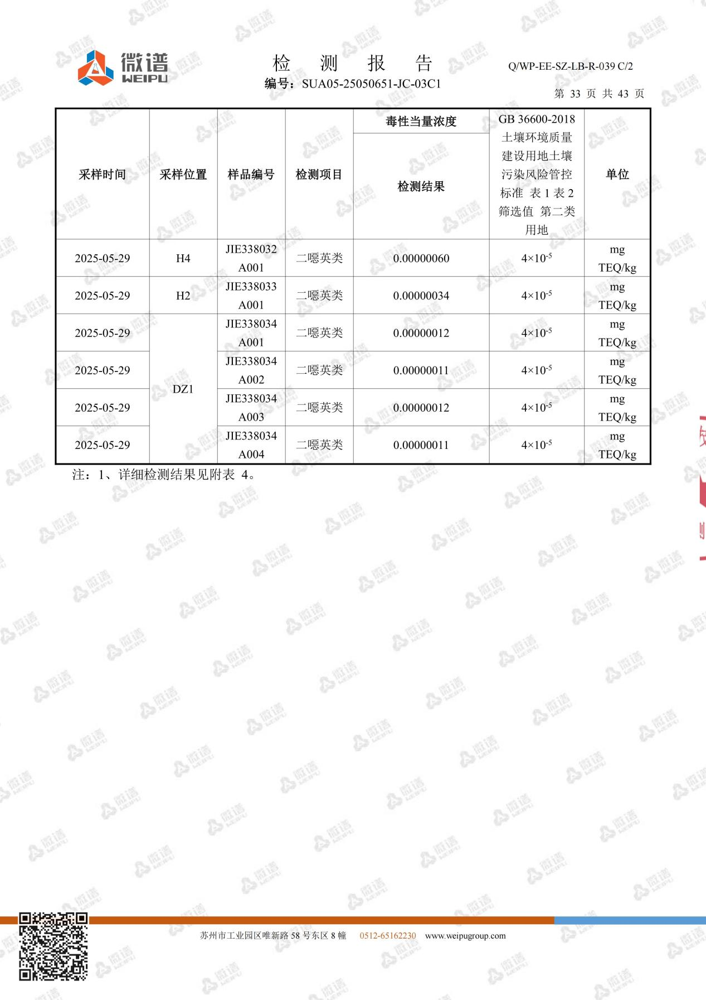 微谱
WEIPU
检 测 报 告
编号：SUA05-25050651-JC-03C1
Q/WP-EE-SZ-LB-R-039 C/2
第 33 页 共 43 页
采样时间 采样位置 样品编号 检测项目 毒性当量浓度 检测结果 单位
GB 36600-2018
土壤环境质量
建设用地土壤
污染风险管控
标准 表 1 表 2
筛选值 第二类
用地
2025-05-29 H4 JIE338032 A001 二噁英类 0.00000060 4×10⁻⁵ mg TEQ/kg
2025-05-29 H2 JIE338033 A001 二噁英类 0.00000034 4×10⁻⁵ mg TEQ/kg
2025-05-29 DZ1 JIE338034 A001 二噁英类 0.00000012 4×10⁻⁵ mg TEQ/kg
2025-05-29 JIE338034 A002 二噁英类 0.00000011 4×10⁻⁵ mg TEQ/kg
2025-05-29 JIE338034 A003 二噁英类 0.00000012 4×10⁻⁵ mg TEQ/kg
2025-05-29 JIE338034 A004 二噁英类 0.00000011 4×10⁻⁵ mg TEQ/kg
注：1、详细检测结果见附表 4。
苏州市工业园区唯新路 58 号东区 8 幢 0512-65162230 www.weipugroup.com